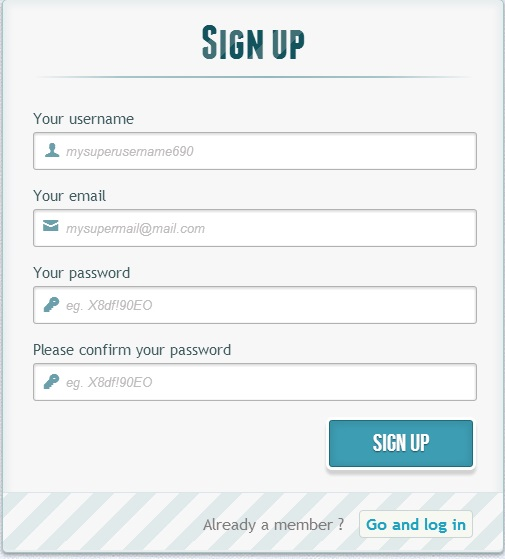 Sign up
Your username
mysuperusername690
Your email
mysupermail@mail.com
Your password
eg. X8df!90EO
Please confirm your password
eg. X8df!90EO
SIGN UP
Already a member ? Go and log in